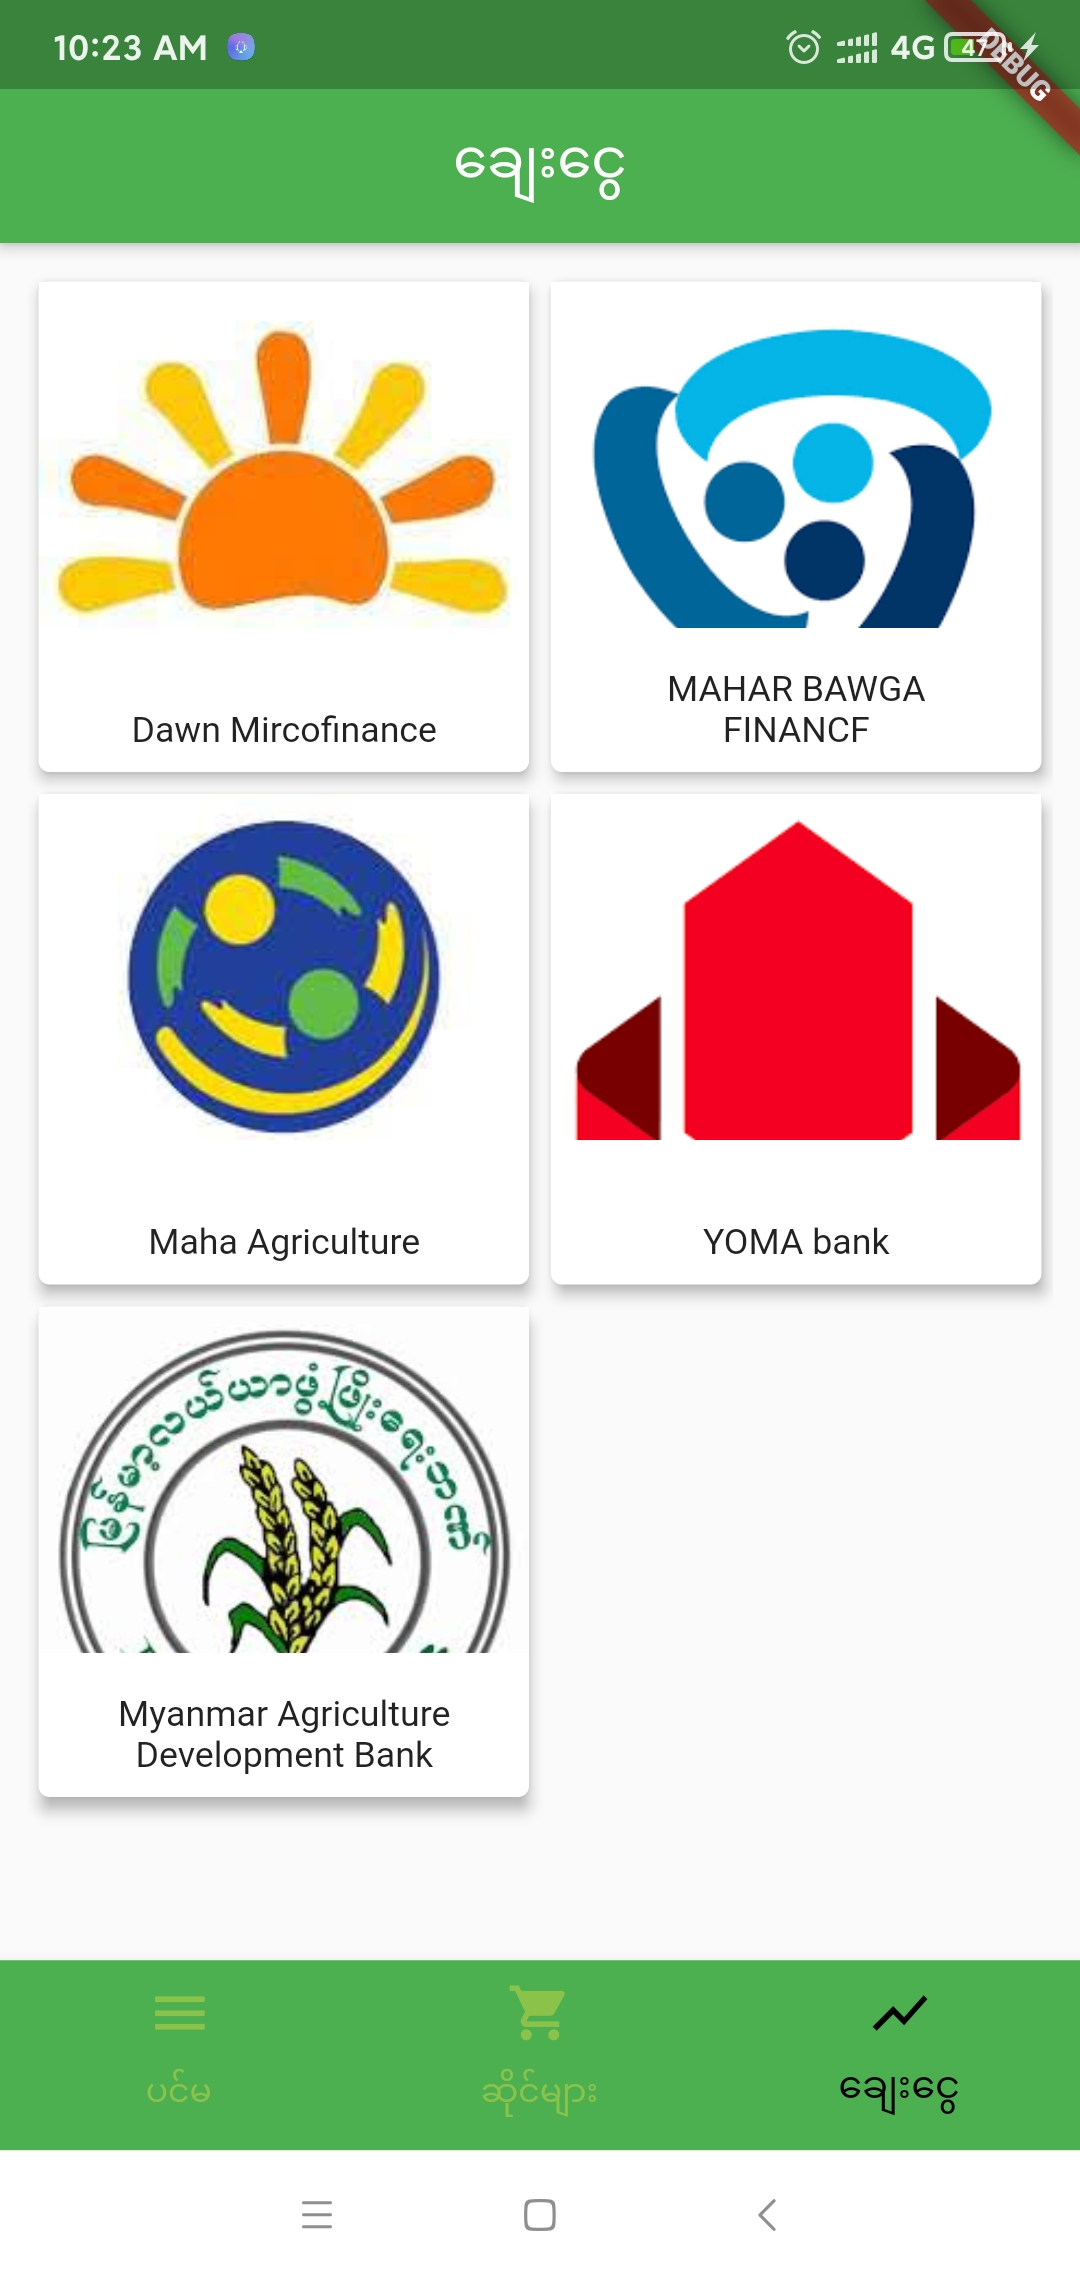 10:23 AM
4G 47
DEBUG
ချေးငွေ
Dawn Mircofinance
MAHAR BAWGA
FINANCF
Maha Agriculture
YOMA bank
မြန်မာ့လယ်ယာဖွံ့ဖြိုးရေးဘဏ်
Myanmar Agriculture
Development Bank
ပင်မ
ဆိုင်များ
ချေးငွေ